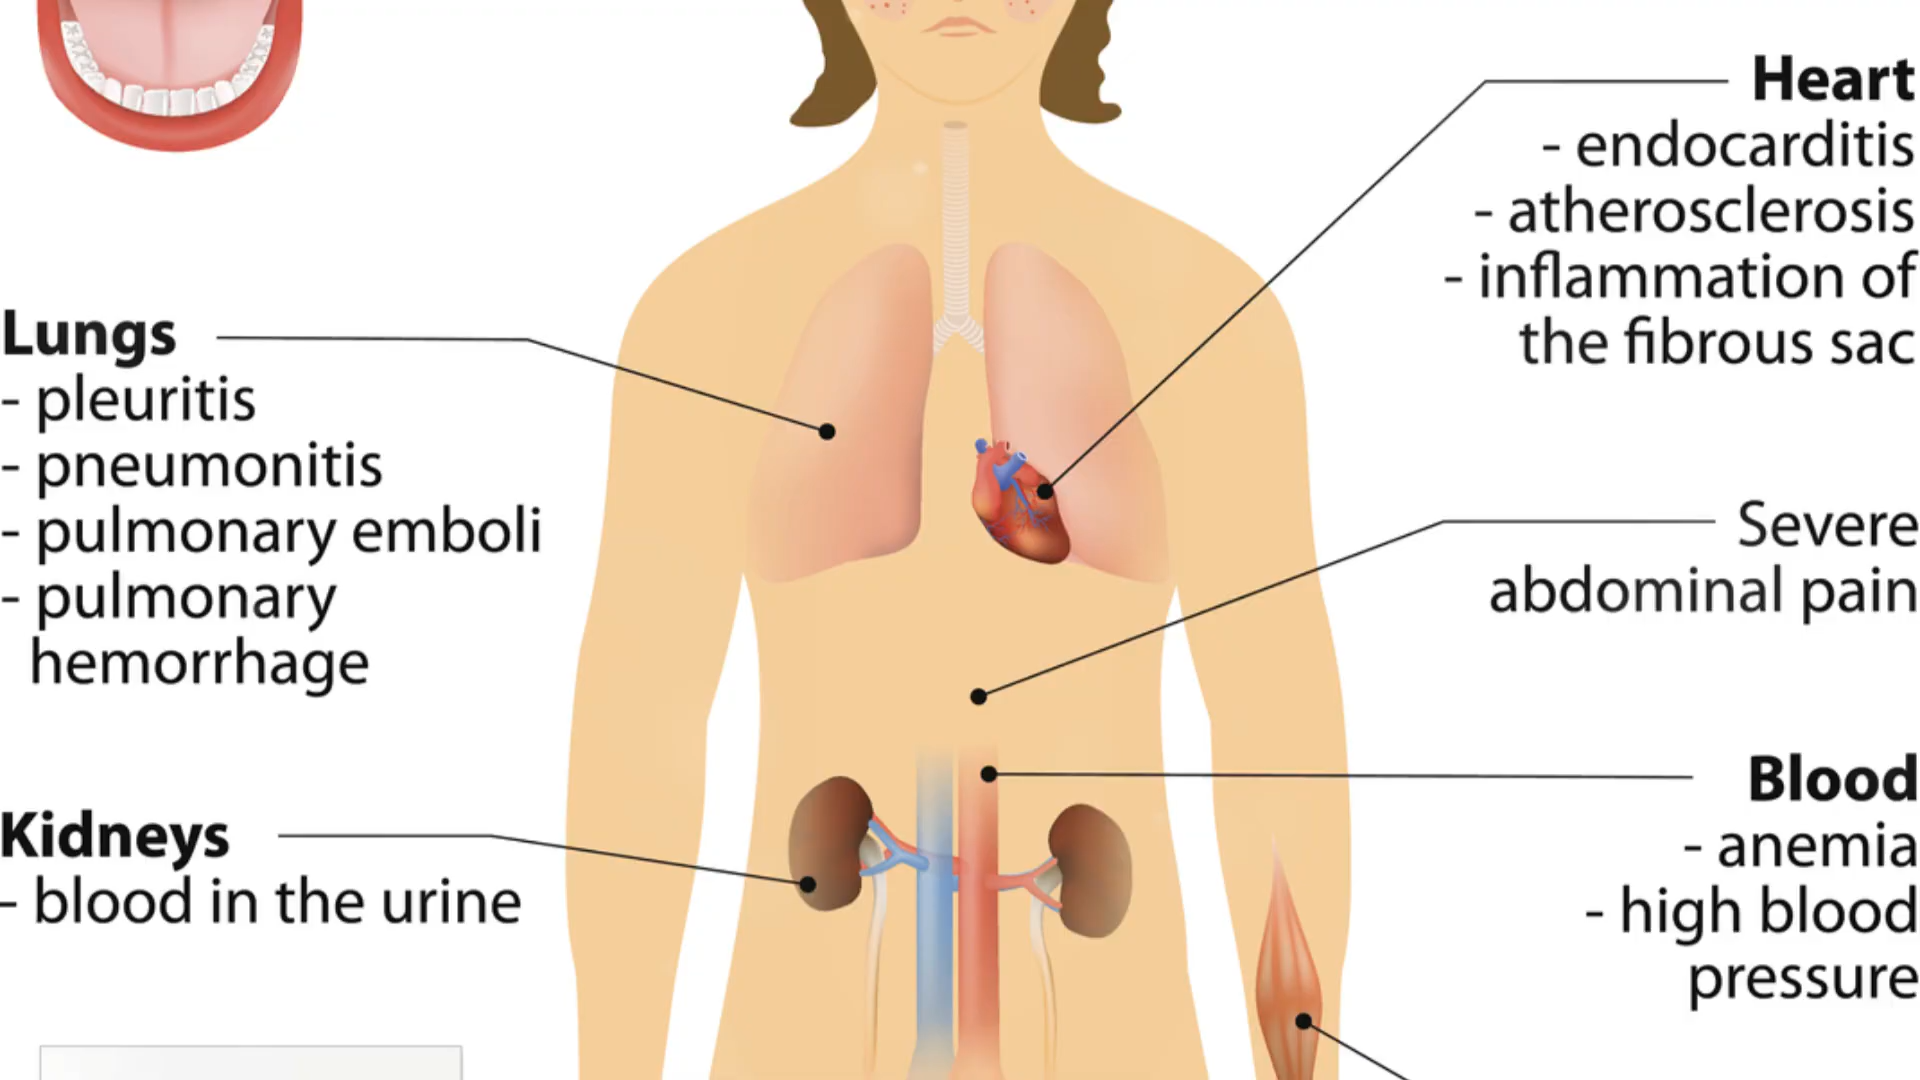 Heart
- endocarditis
- atherosclerosis
- inflammation of
the fibrous sac
Lungs
- pleuritis
- pneumonitis
- pulmonary emboli
- pulmonary
hemorrhage
Severe
abdominal pain
Blood
- anemia
- high blood
pressure
Kidneys
- blood in the urine